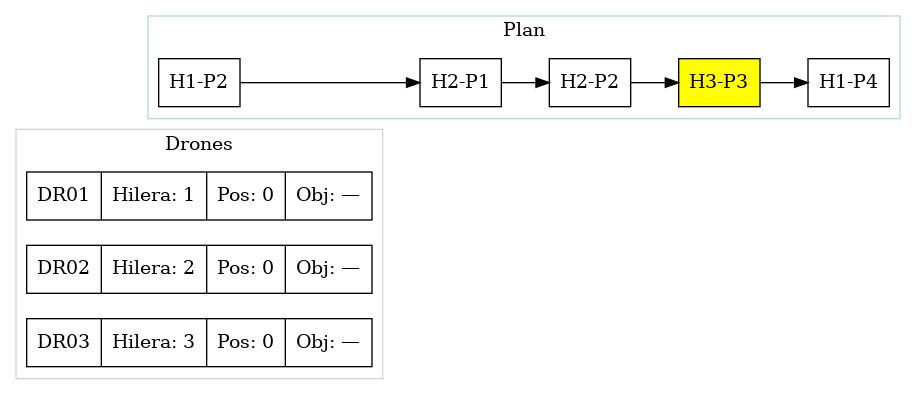 Plan
H1-P2 H2-P1 H2-P2 H3-P3 H1-P4
Drones
DR01 Hilera: 1 Pos: 0 Obj: —
DR02 Hilera: 2 Pos: 0 Obj: —
DR03 Hilera: 3 Pos: 0 Obj: —